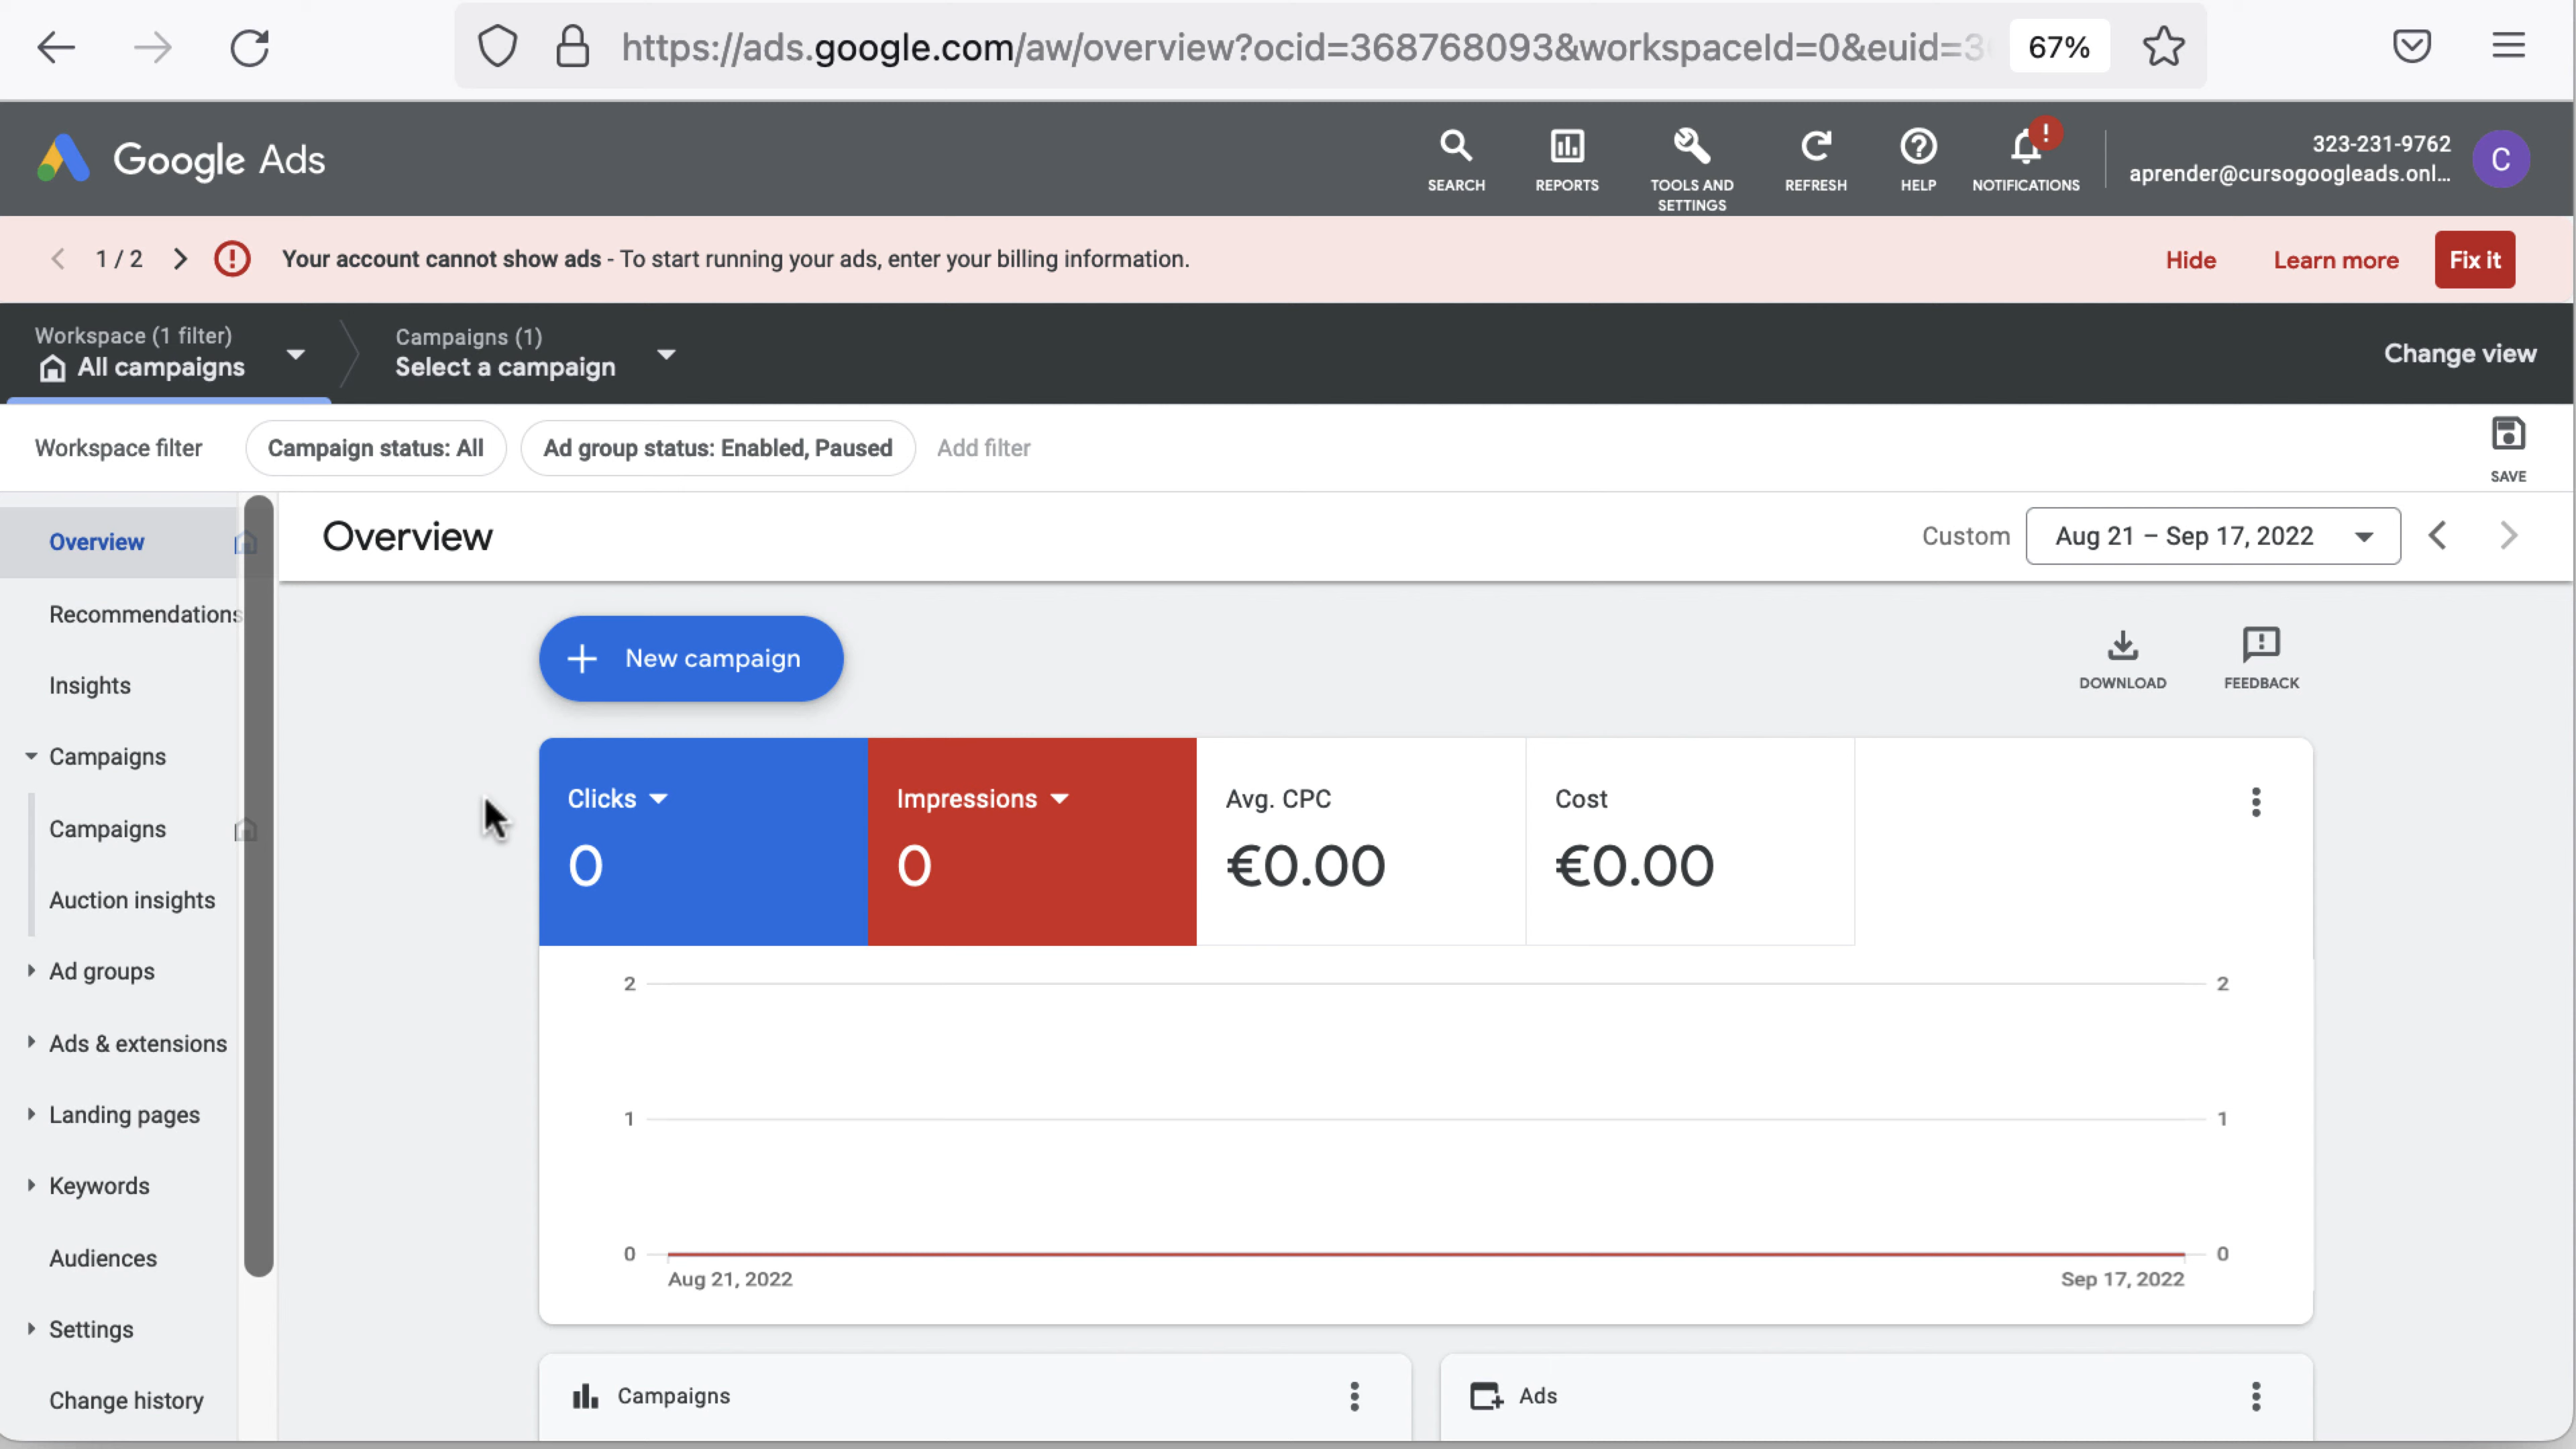 https://ads.google.com/aw/overview?ocid=368768093&workspaceId=0&euid=3
67%
Google Ads
SEARCH
REPORTS
TOOLS AND
SETTINGS
REFRESH
HELP
NOTIFICATIONS
323-231-9762
aprender@cursogoogleads.onl...
C
1 / 2
Your account cannot show ads - To start running your ads, enter your billing information.
Hide
Learn more
Fix it
Workspace (1 filter)
All campaigns
Campaigns (1)
Select a campaign
Change view
Workspace filter
Campaign status: All
Ad group status: Enabled, Paused
Add filter
SAVE
Overview
Recommendations
Insights
Campaigns
Campaigns
Auction insights
Ad groups
Ads & extensions
Landing pages
Keywords
Audiences
Settings
Change history
Overview
Custom
Aug 21 – Sep 17, 2022
New campaign
DOWNLOAD
FEEDBACK
Clicks
0
Impressions
0
Avg. CPC
€0.00
Cost
€0.00
2
2
1
1
0
0
Aug 21, 2022
Sep 17, 2022
Campaigns
Ads